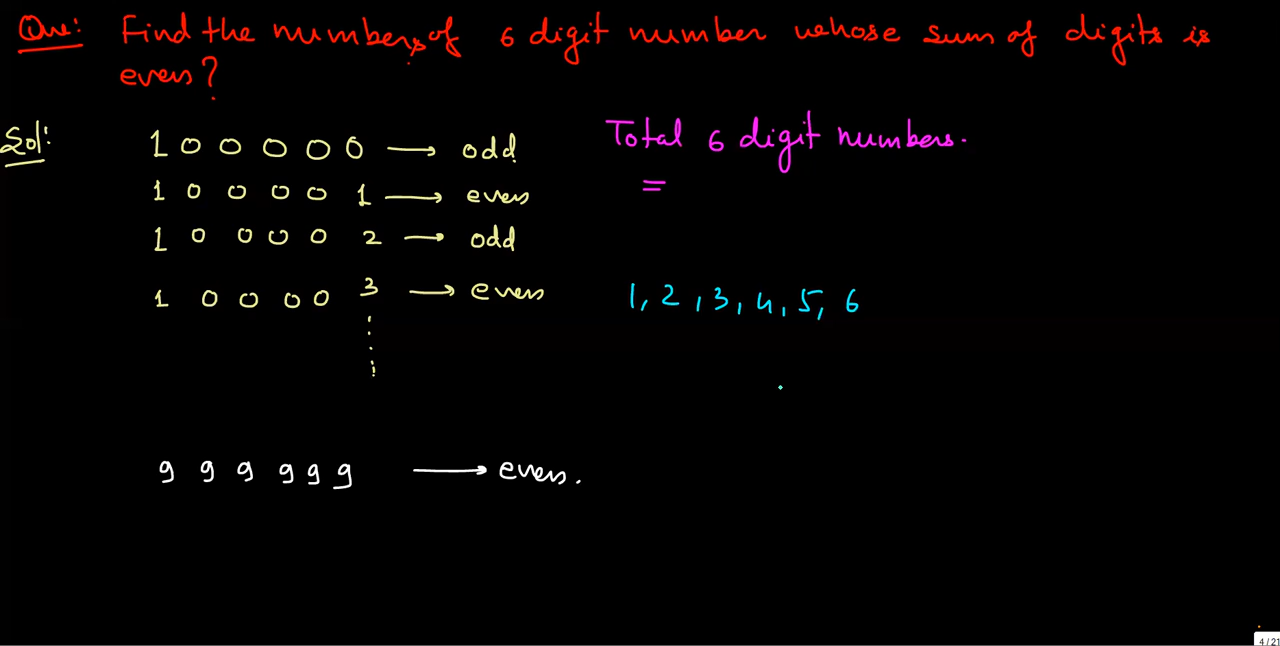 Que: Find the numbers of 6 digit number whose sum of digits is
even?
Sol:
1 0 0 0 0 0 → odd
1 0 0 0 0 1 → even
1 0 0 0 0 2 → odd
1 0 0 0 0 3 → even
9 9 9 9 9 9 → even.
Total 6 digit numbers.
=
1, 2, 3, 4, 5, 6
4 / 21